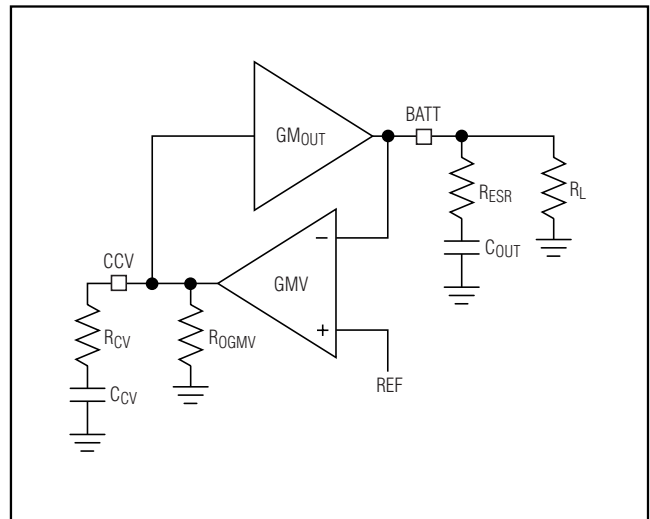 BATT
GMOUT
RESR
RL
COUT
CCV
−
GMV
RCV
ROGMV
+
CCV
REF